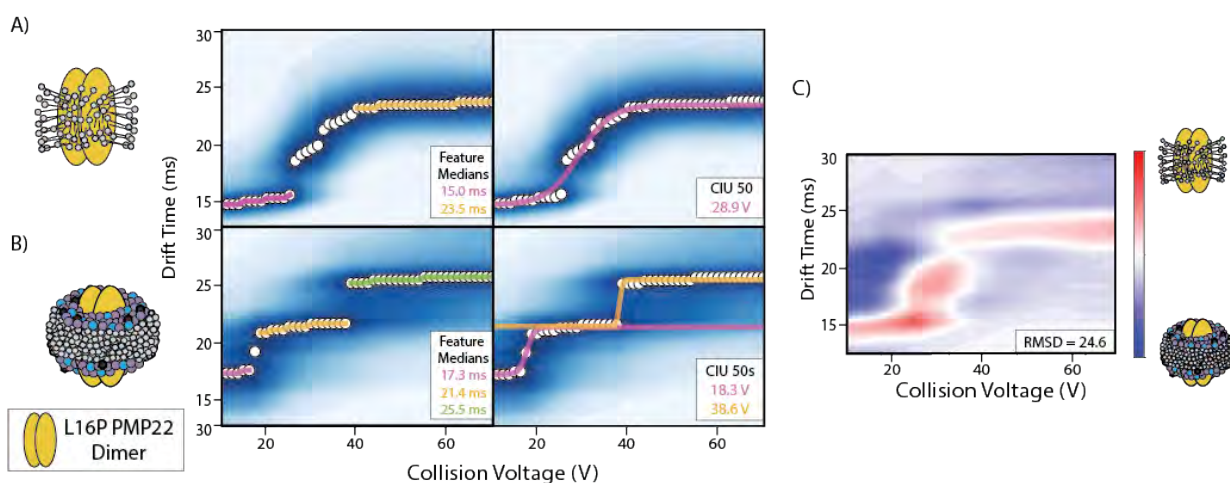 A)
30
25
20
15
Drift Time (ms)
Feature
Medians
15.0 ms
23.5 ms
CIU 50
28.9 V
B)
30
25
20
15
30
Feature
Medians
17.3 ms
21.4 ms
25.5 ms
CIU 50s
18.3 V
38.6 V
20 40 60 20 40 60
Collision Voltage (V)
L16P PMP22
Dimer
C)
30
25
20
15
Drift Time (ms)
RMSD = 24.6
20 40 60
Collision Voltage (V)